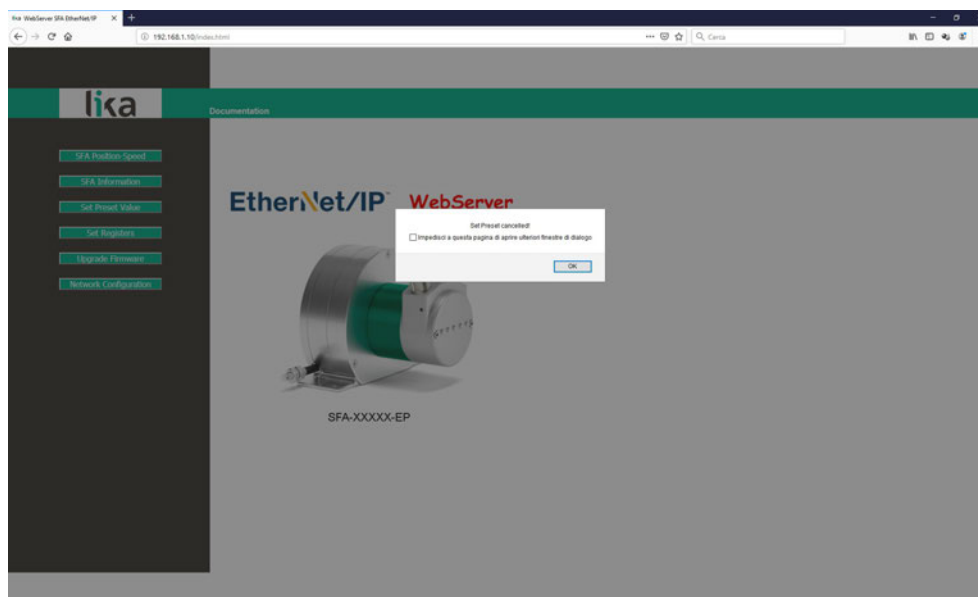 lika WebServer SFA EtherNet/IP
192.168.1.10/index.html
Cerca
lika
Documentation
SFA Position-Speed
SFA Information
Set Preset Value
Set Registers
Upgrade Firmware
Network Configuration
EtherNet/IP WebServer
Set Preset cancelled!
Impedisci a questa pagina di aprire ulteriori finestre di dialogo
OK
SFA-XXXXX-EP